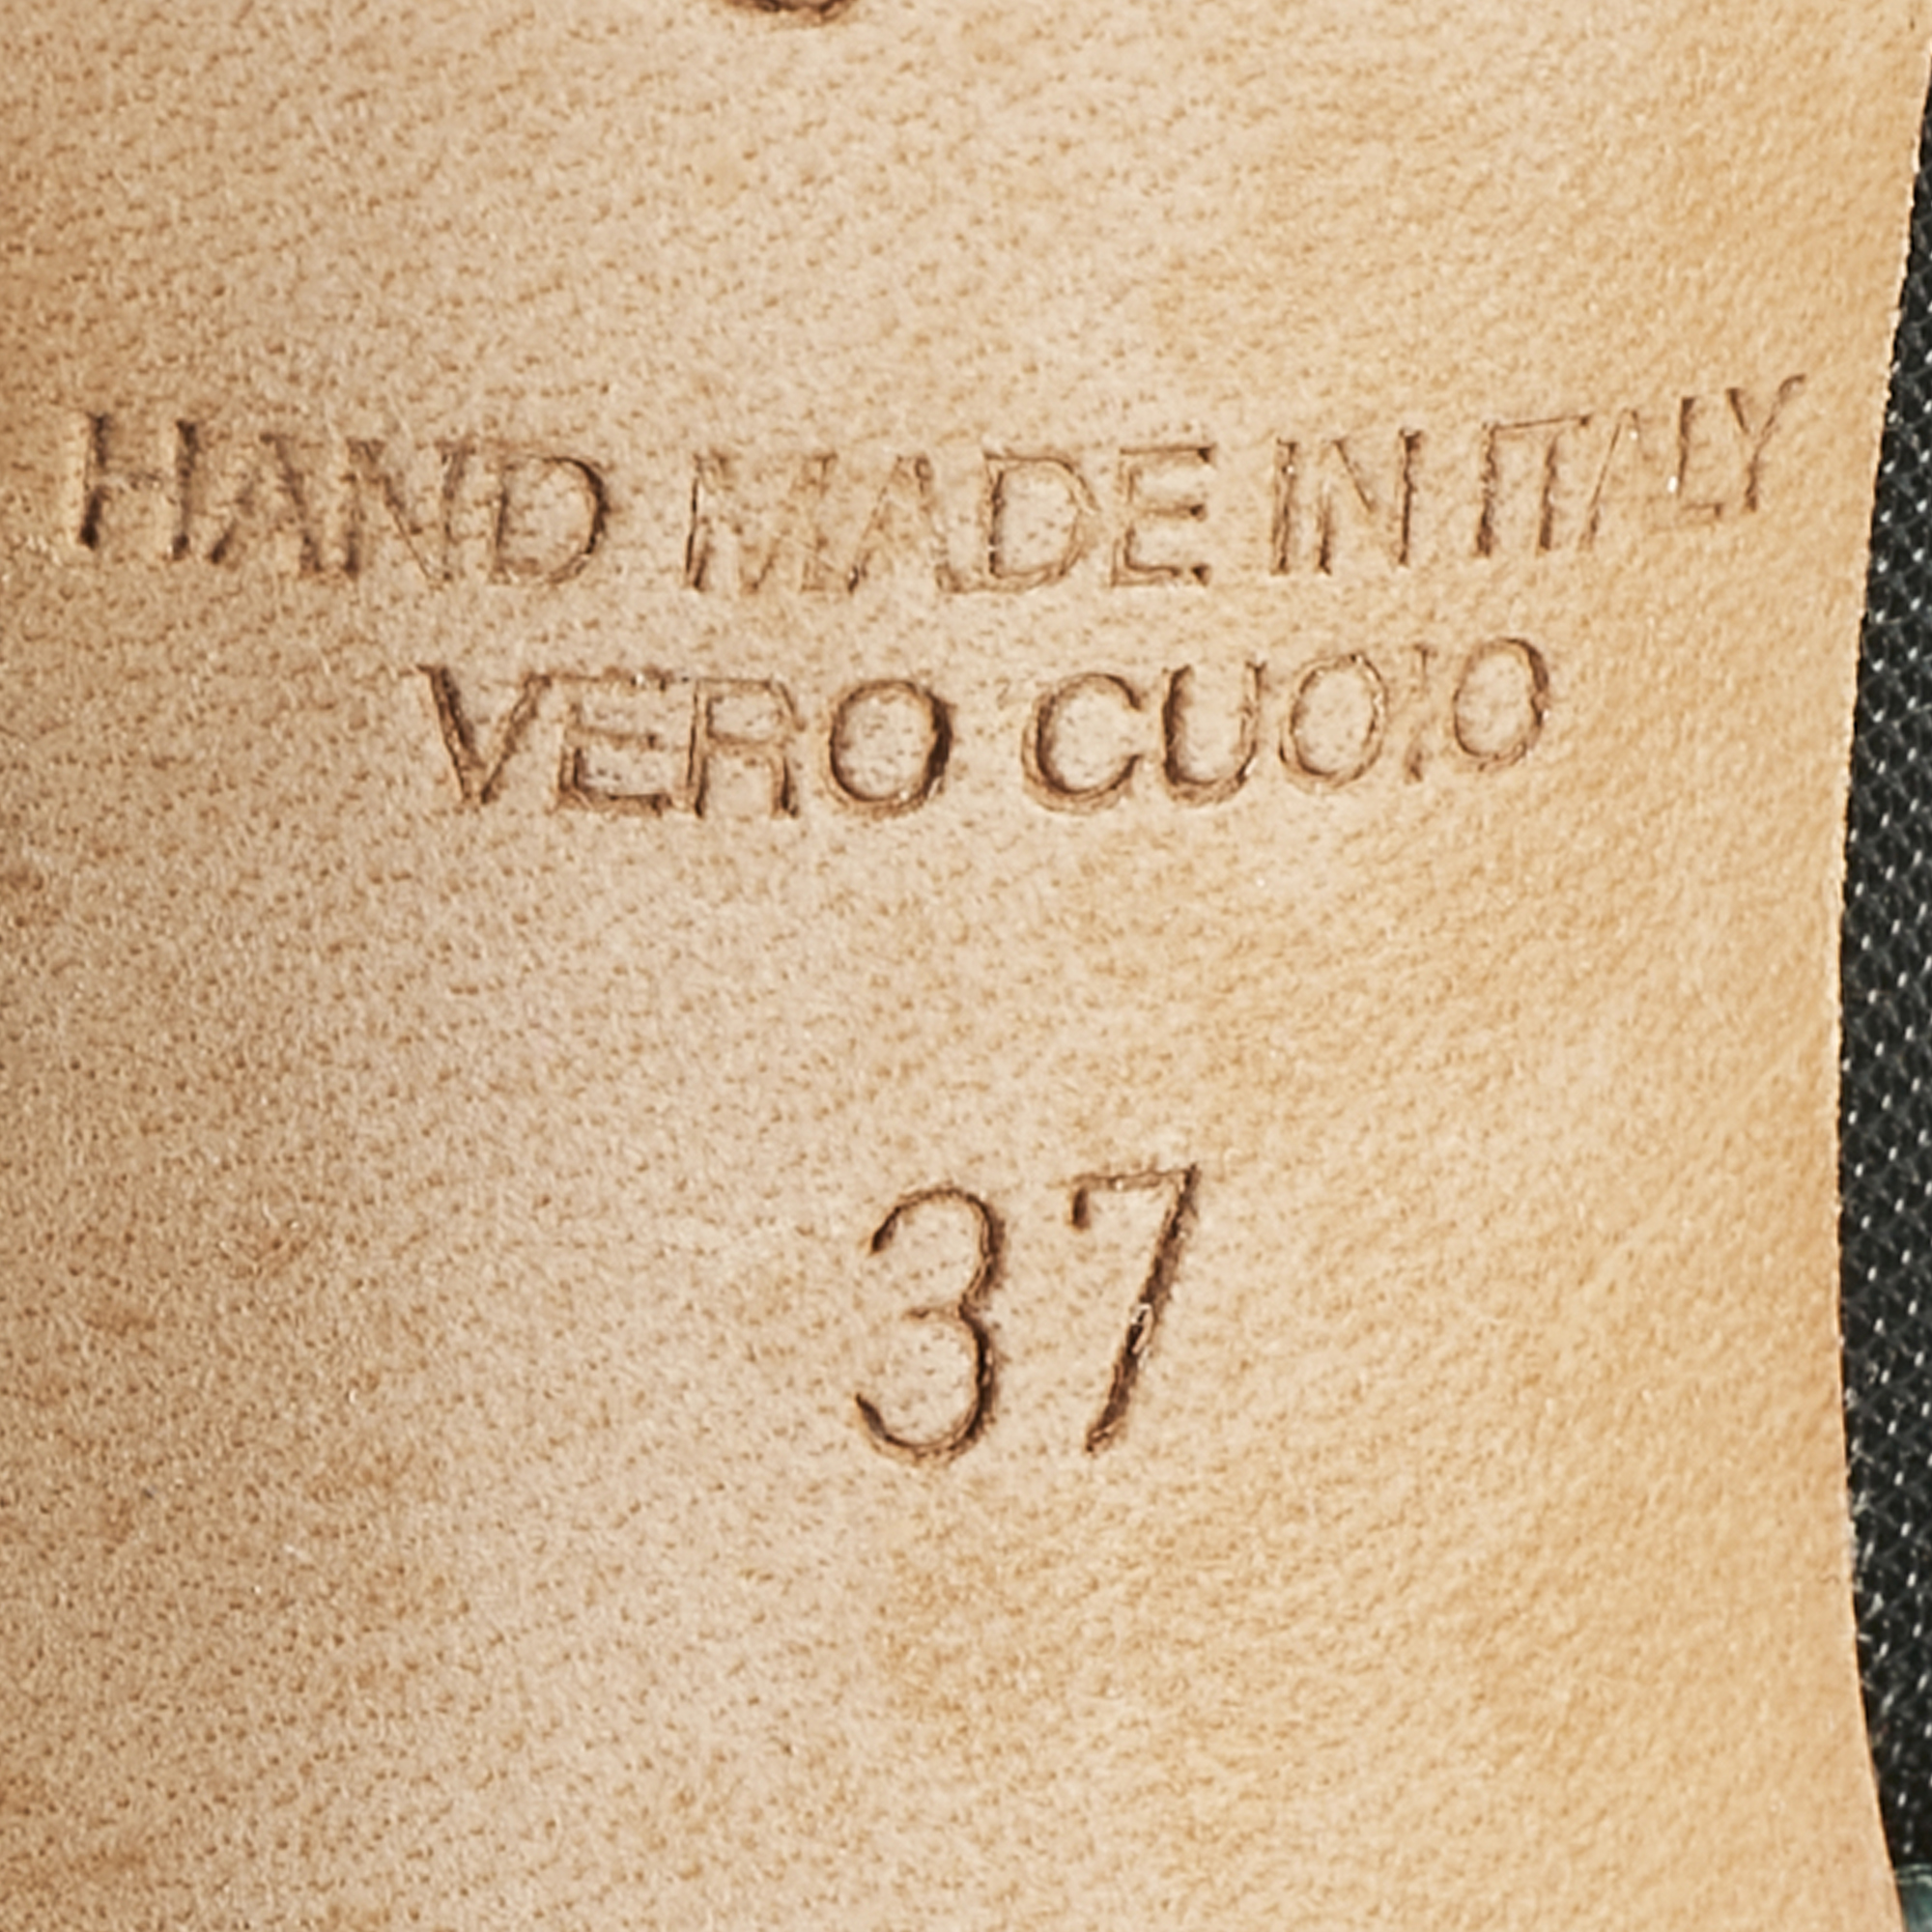 HAND MADE IN ITALY
VERO CUOIO
37